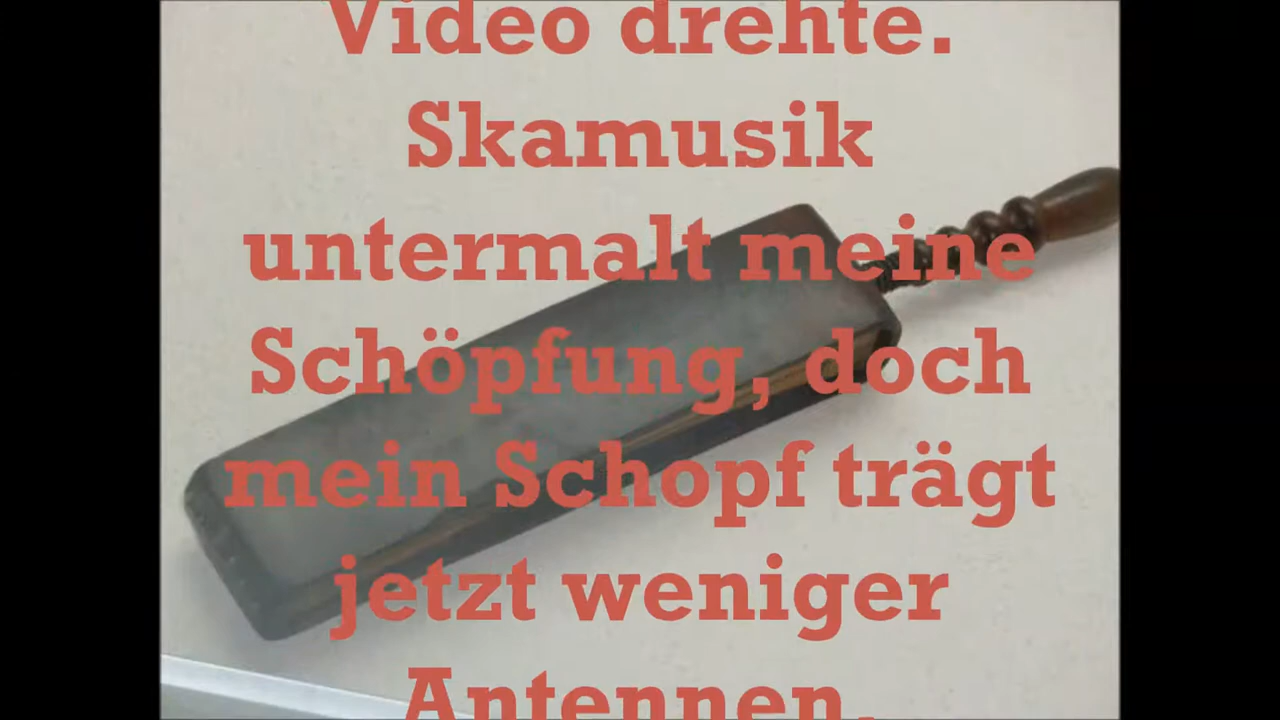 Video drehte.
Skamusik
untermalt meine
Schöpfung, doch
mein Schopf trägt
jetzt weniger
Antennen.